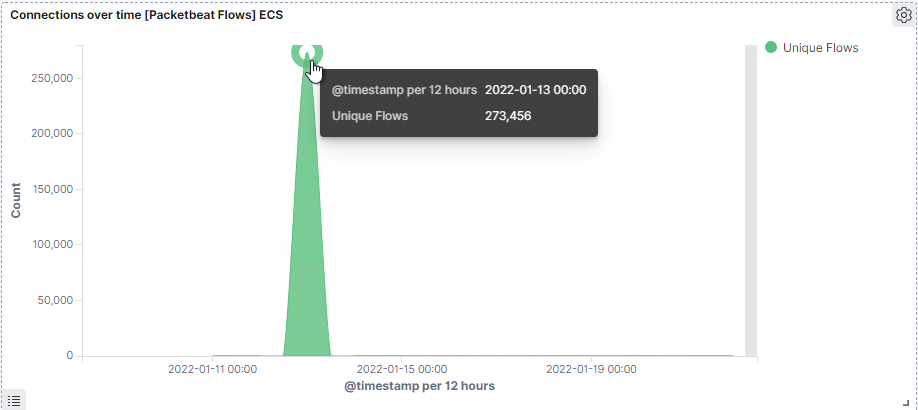 Connections over time [Packetbeat Flows] ECS
Unique Flows
250,000
200,000
150,000
100,000
50,000
0
Count
@timestamp per 12 hours 2022-01-13 00:00
Unique Flows 273,456
2022-01-11 00:00 2022-01-15 00:00 2022-01-19 00:00
@timestamp per 12 hours